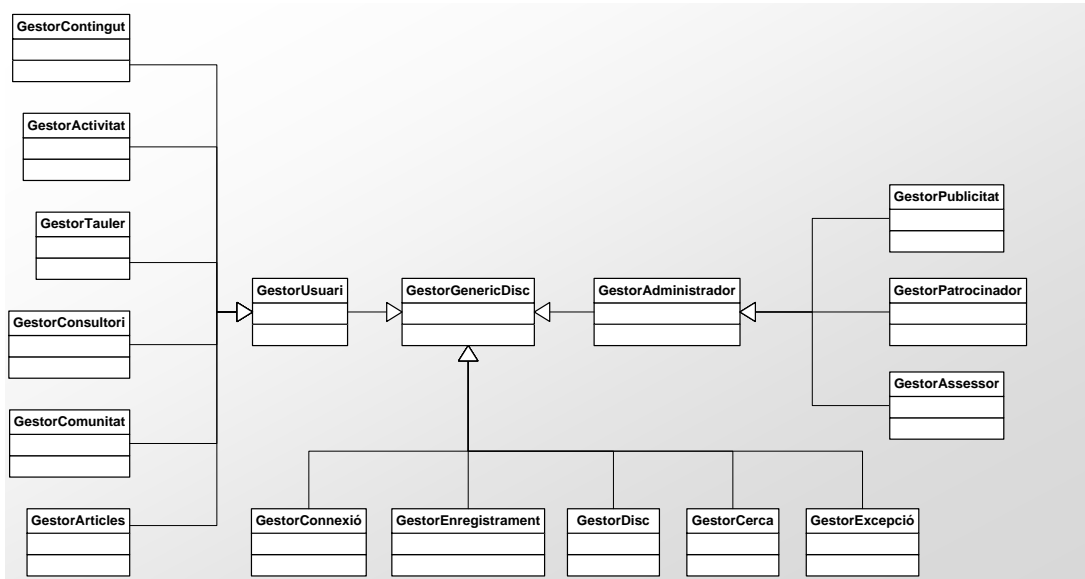 GestorContingut
GestorActivitat
GestorTauler
GestorConsultori
GestorComunitat
GestorArticles
GestorUsuari
GestorGenericDisc
GestorAdministrador
GestorPublicitat
GestorPatrocinador
GestorAssessor
GestorConnexió
GestorEnregistrament
GestorDisc
GestorCerca
GestorExcepció